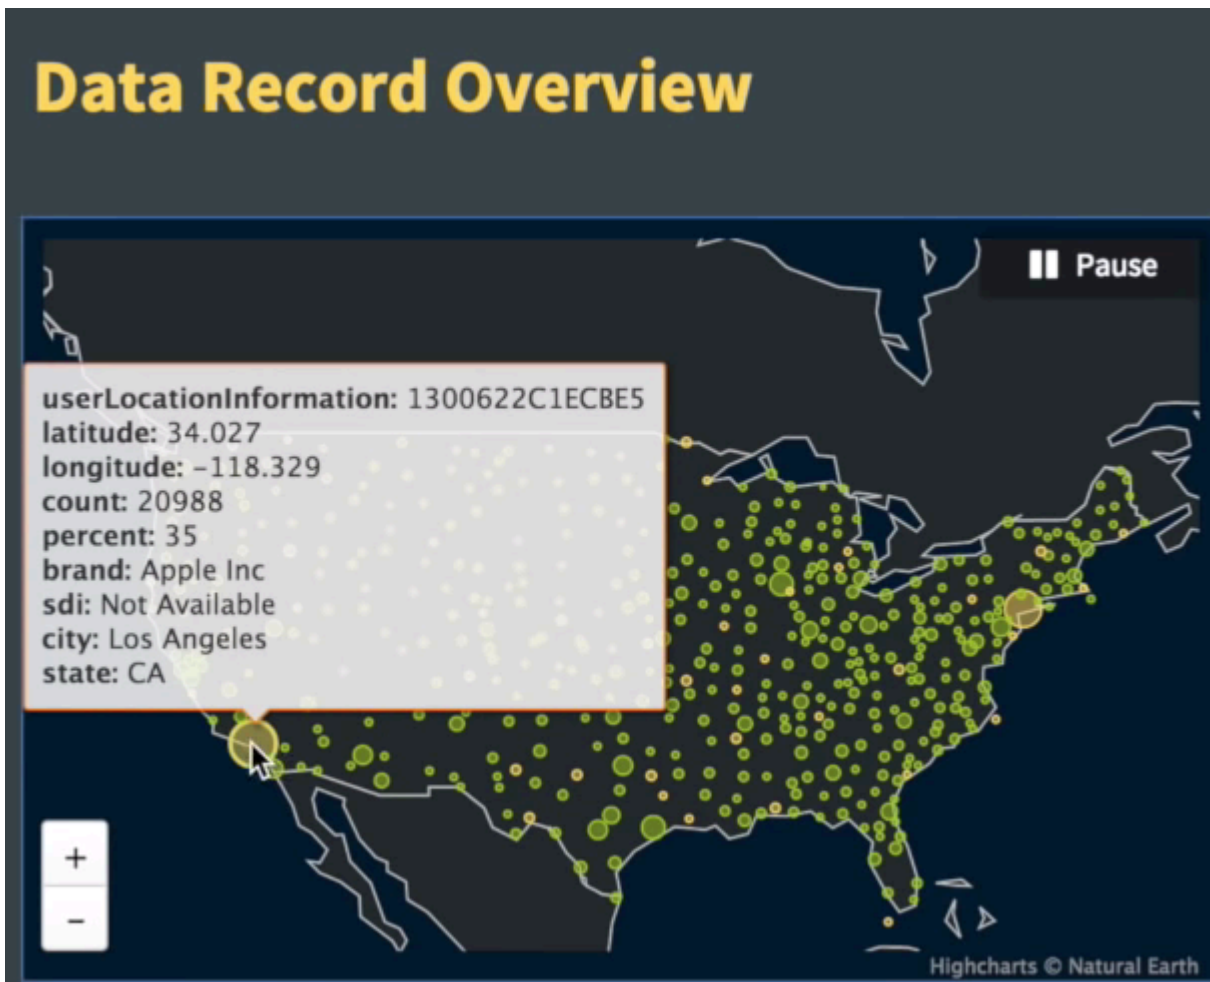 Data Record Overview
Pause
userLocationInformation: 1300622C1ECBE5
latitude: 34.027
longitude: -118.329
count: 20988
percent: 35
brand: Apple Inc
sdi: Not Available
city: Los Angeles
state: CA
+
−
Highcharts © Natural Earth